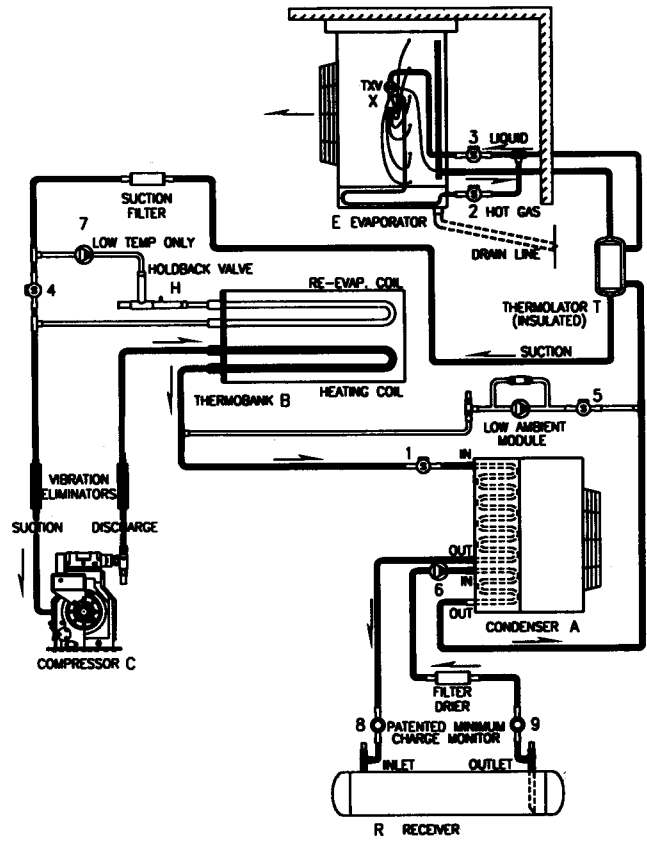 TXV
X
3 LIQUID
S
S
2 HOT GAS
E EVAPORATOR
DRAIN LINE
SUCTION
FILTER
7
LOW TEMP ONLY
HOLDBACK VALVE
H
S 4
RE-EVAP. COIL
THERMOLATOR T
(INSULATED)
SUCTION
THERMOBANK B
HEATING COIL
5
S
LOW AMBIENT
MODULE
1
S
IN
VIBRATION
ELIMINATORS
SUCTION
DISCHARGE
OUT
IN
6
OUT
CONDENSER A
COMPRESSOR C
FILTER
DRIER
8
PATENTED MINIMUM
CHARGE MONITOR
9
INLET
OUTLET
R RECEIVER